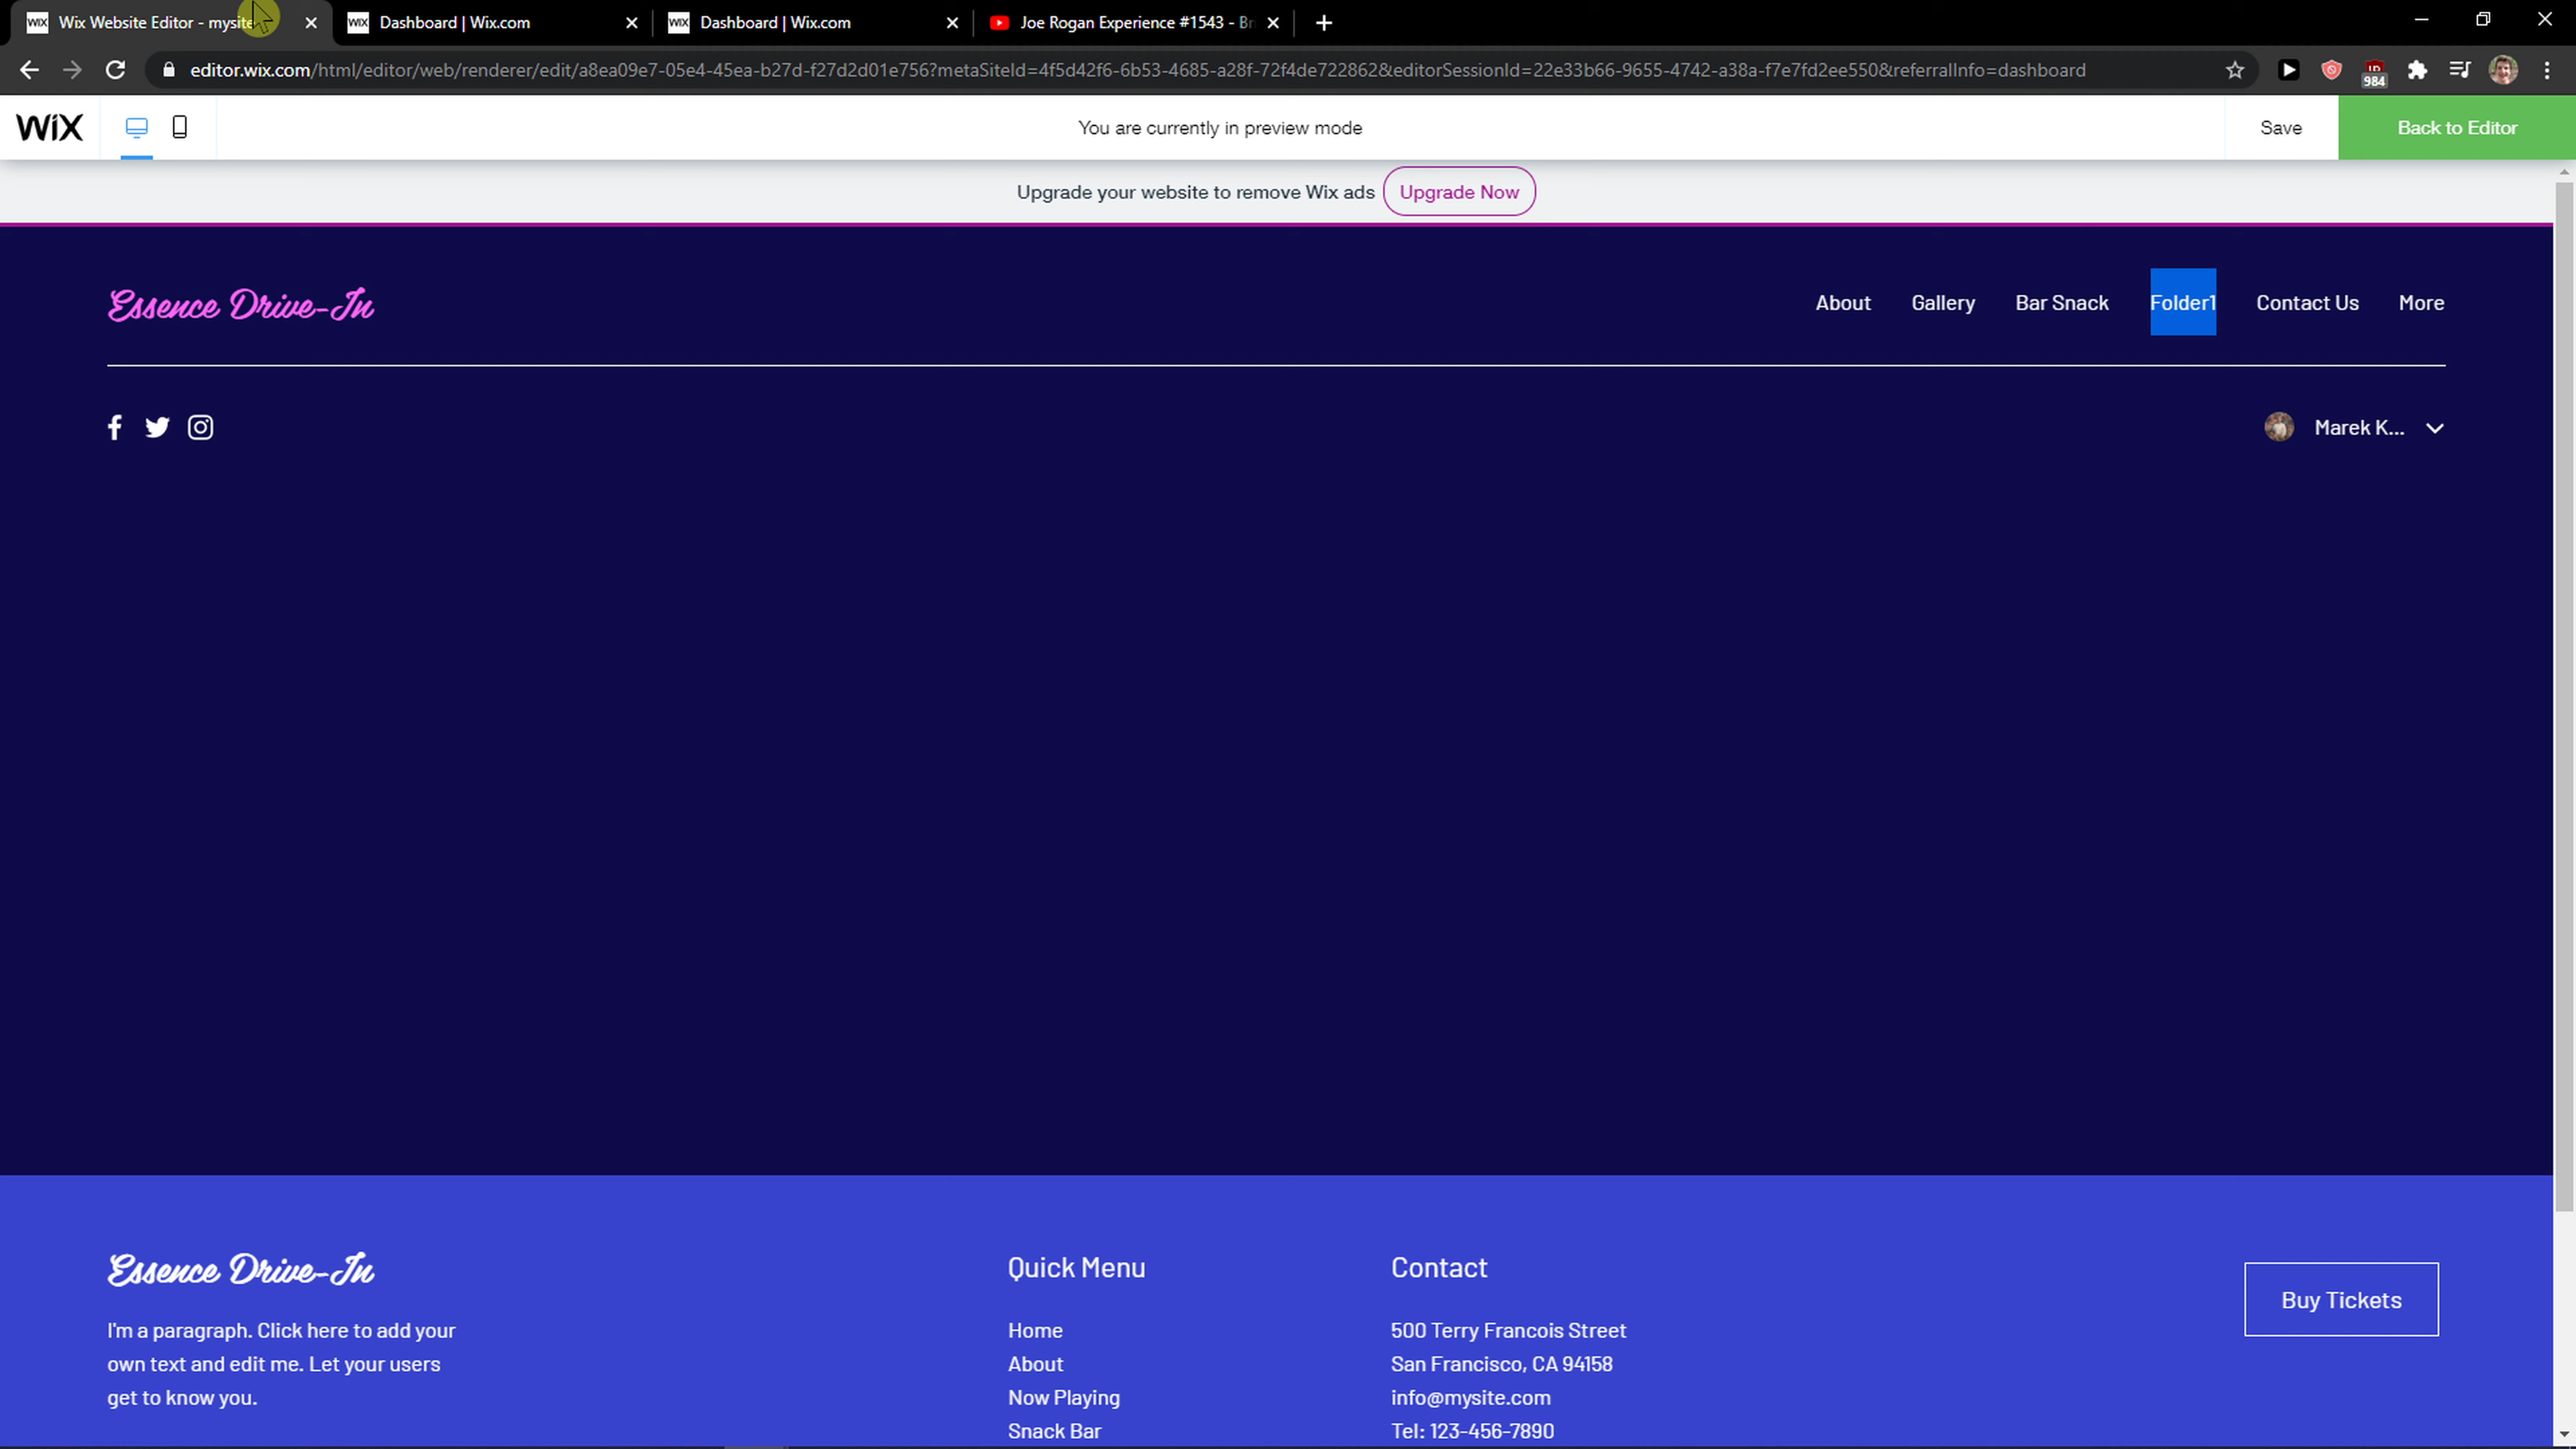 WiX Wix Website Editor - mysite
WiX Dashboard | Wix.com
WiX Dashboard | Wix.com
Joe Rogan Experience #1543 - Br
editor.wix.com/html/editor/web/renderer/edit/a8ea09e7-05e4-45ea-b27d-f27d2d01e756?metaSiteId=4f5d42f6-6b53-4685-a28f-72f4de722862&editorSessionId=22e33b66-9655-4742-a38a-f7e7fd2ee550&referralInfo=dashboard
984
WiX
You are currently in preview mode
Save
Back to Editor
Upgrade your website to remove Wix ads Upgrade Now
Essence Drive-In
About Gallery Bar Snack Folder1 Contact Us More
Marek K...
Essence Drive-In
I'm a paragraph. Click here to add your
own text and edit me. Let your users
get to know you.
Quick Menu
Home
About
Now Playing
Snack Bar
Contact
500 Terry Francois Street
San Francisco, CA 94158
info@mysite.com
Tel: 123-456-7890
Buy Tickets